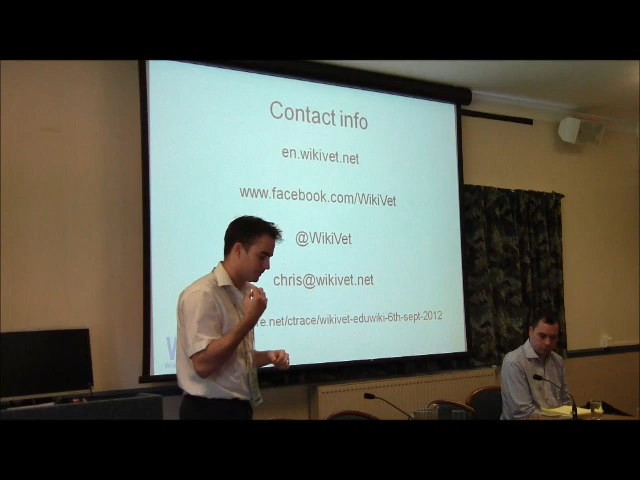 Contact info
en.wikivet.net
www.facebook.com/WikiVet
@WikiVet
chris@wikivet.net
re.net/ctrace/wikivet-eduwiki-6th-sept-2012